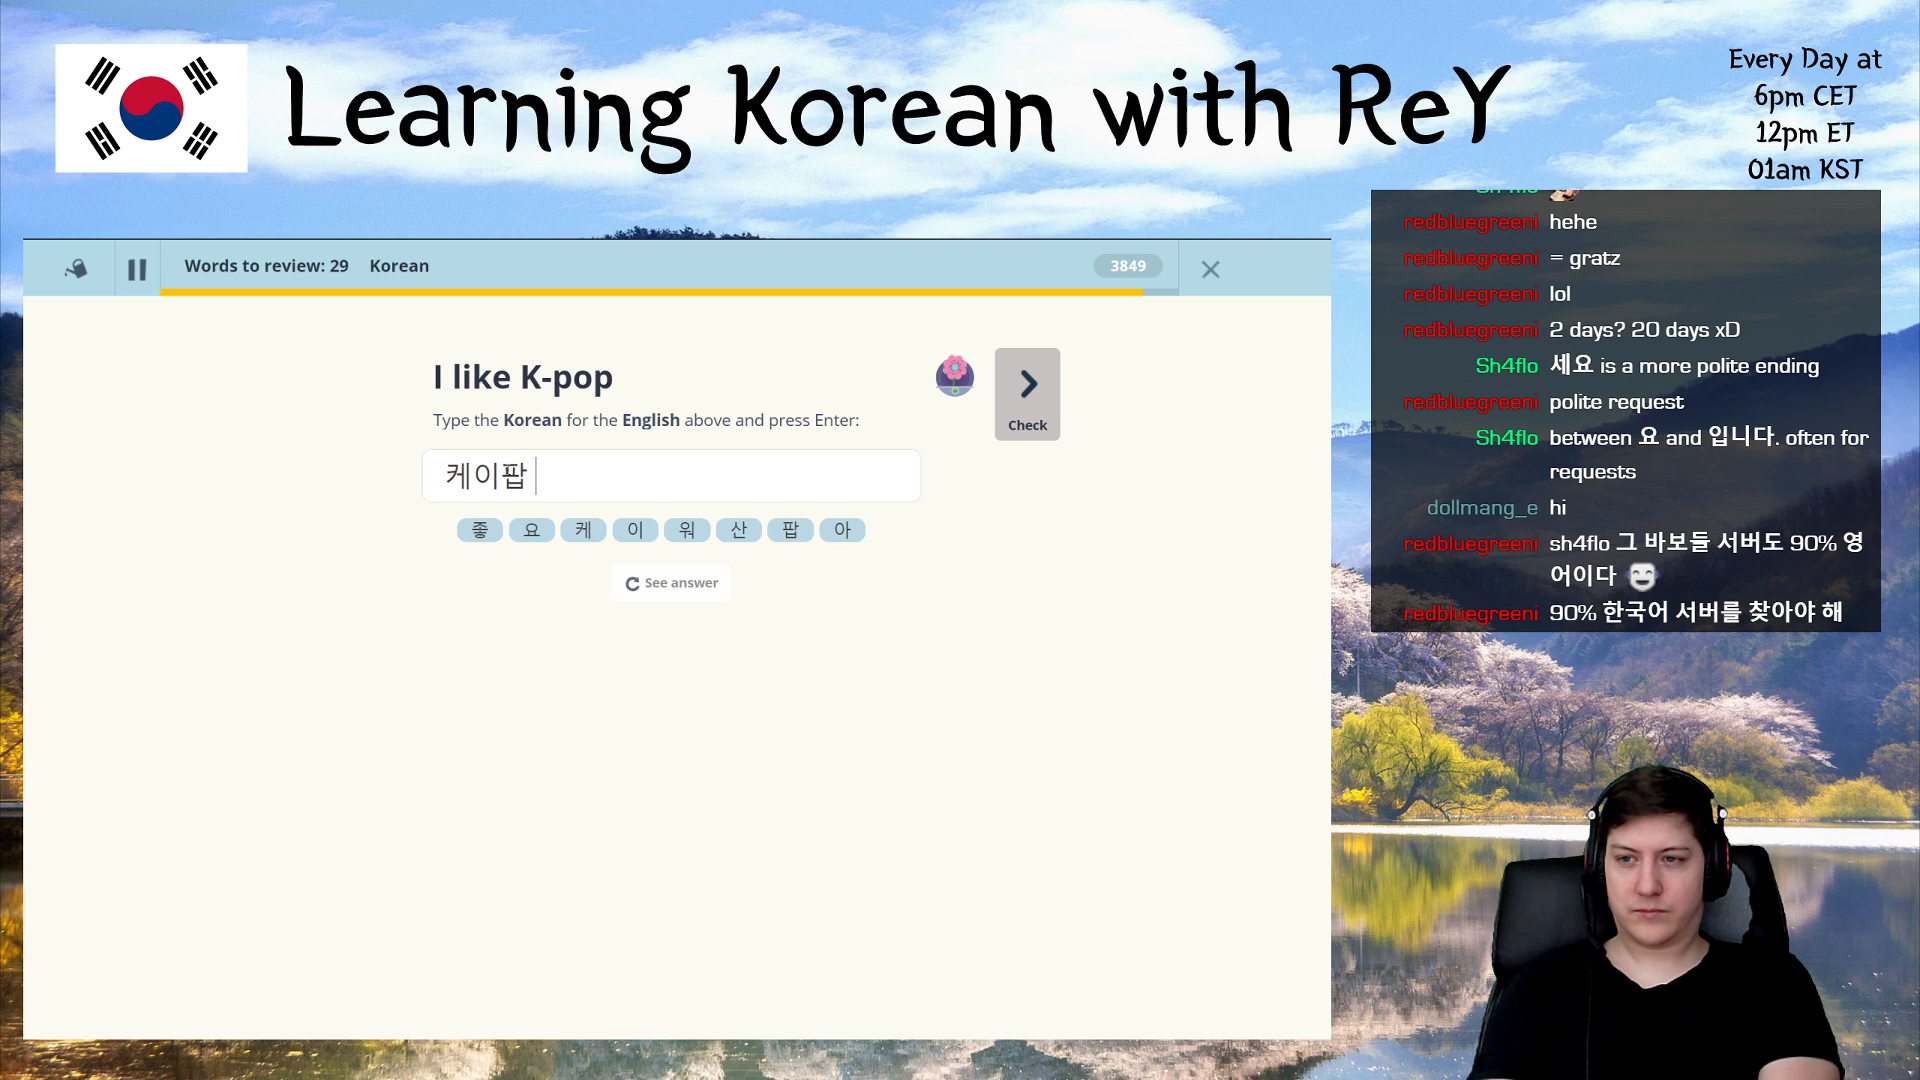 Learning Korean with ReY
Every Day at
6pm CET
12pm ET
01am KST
Words to review: 29 Korean
3849
I like K-pop
Type the Korean for the English above and press Enter:
Check
케이팝
좋 요 케 이 워 산 팝 아
See answer
redbluegreeni hehe
redbluegreeni = gratz
redbluegreeni lol
redbluegreeni 2 days? 20 days xD
Sh4flo 세요 is a more polite ending
redbluegreeni polite request
Sh4flo between 요 and 입니다. often for
requests
dollmang_e hi
redbluegreeni sh4flo 그 바보들 서버도 90% 영
어이다
redbluegreeni 90% 한국어 서버를 찾아야 해